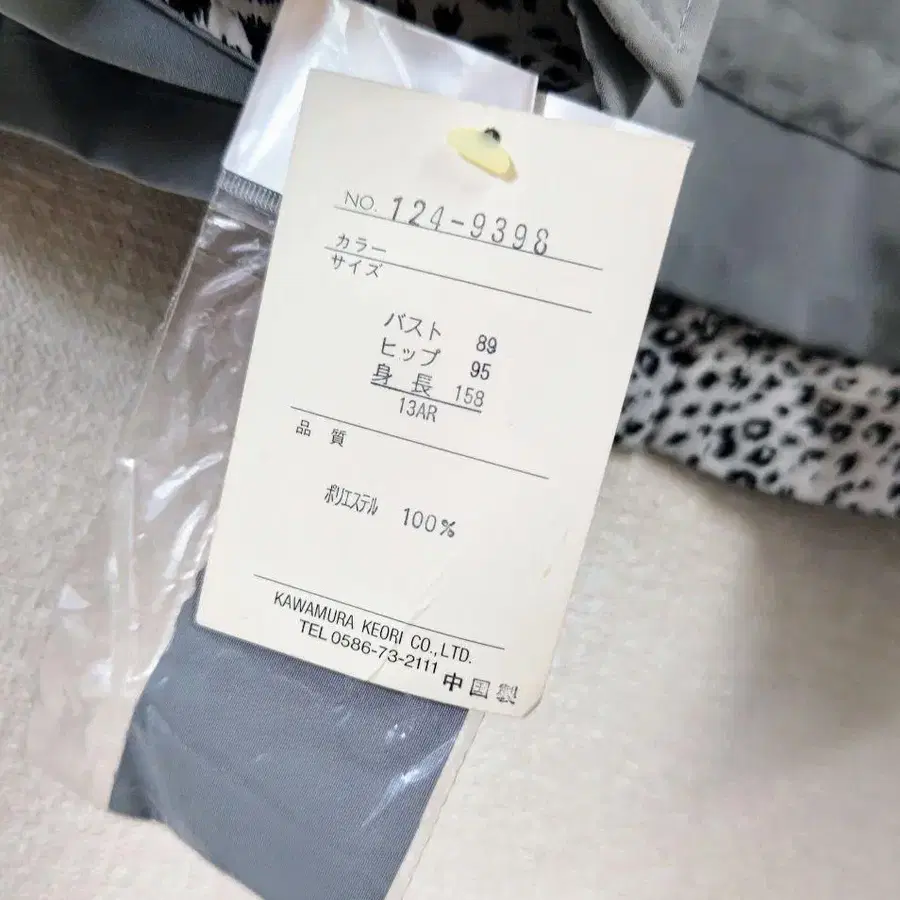 NO. 124-9398
カラー
サイズ
バスト 89
ヒップ 95
身長 158
13AR
品質
ポリエステル 100%
KAWAMURA KEORI CO.,LTD.
TEL 0586-73-2111
中国製